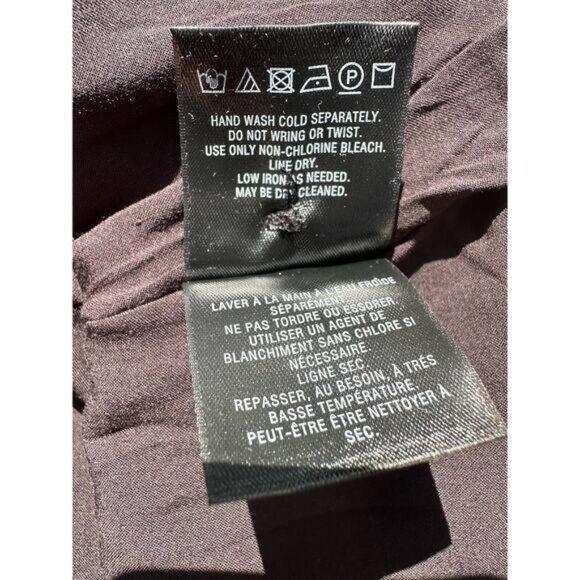 P
HAND WASH COLD SEPARATELY.
DO NOT WRING OR TWIST.
USE ONLY NON-CHLORINE BLEACH.
LINE DRY.
LOW IRON AS NEEDED.
MAY BE DRY CLEANED.
LAVER À LA MAIN À L'EAU FROÎDE
SÉPARÉMENT.
NE PAS TORDRE OU ESSORER.
UTILISER UN AGENT DE
BLANCHIMENT SANS CHLORE SI
NÉCESSAIRE.
LIGNE SEC.
REPASSER, AU BESOIN, À TRÉS
BASSE TEMPÉRATURE.
PEUT-ÊTRE ÊTRE NETTOYER À
SEC.